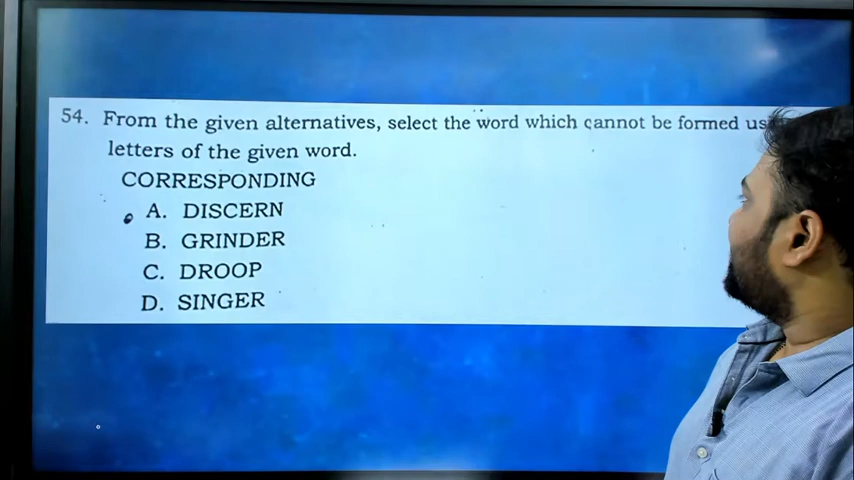 54. From the given alternatives, select the word which cannot be formed
letters of the given word.
CORRESPONDING
A. DISCERN
B. GRINDER
C. DROOP
D. SINGER